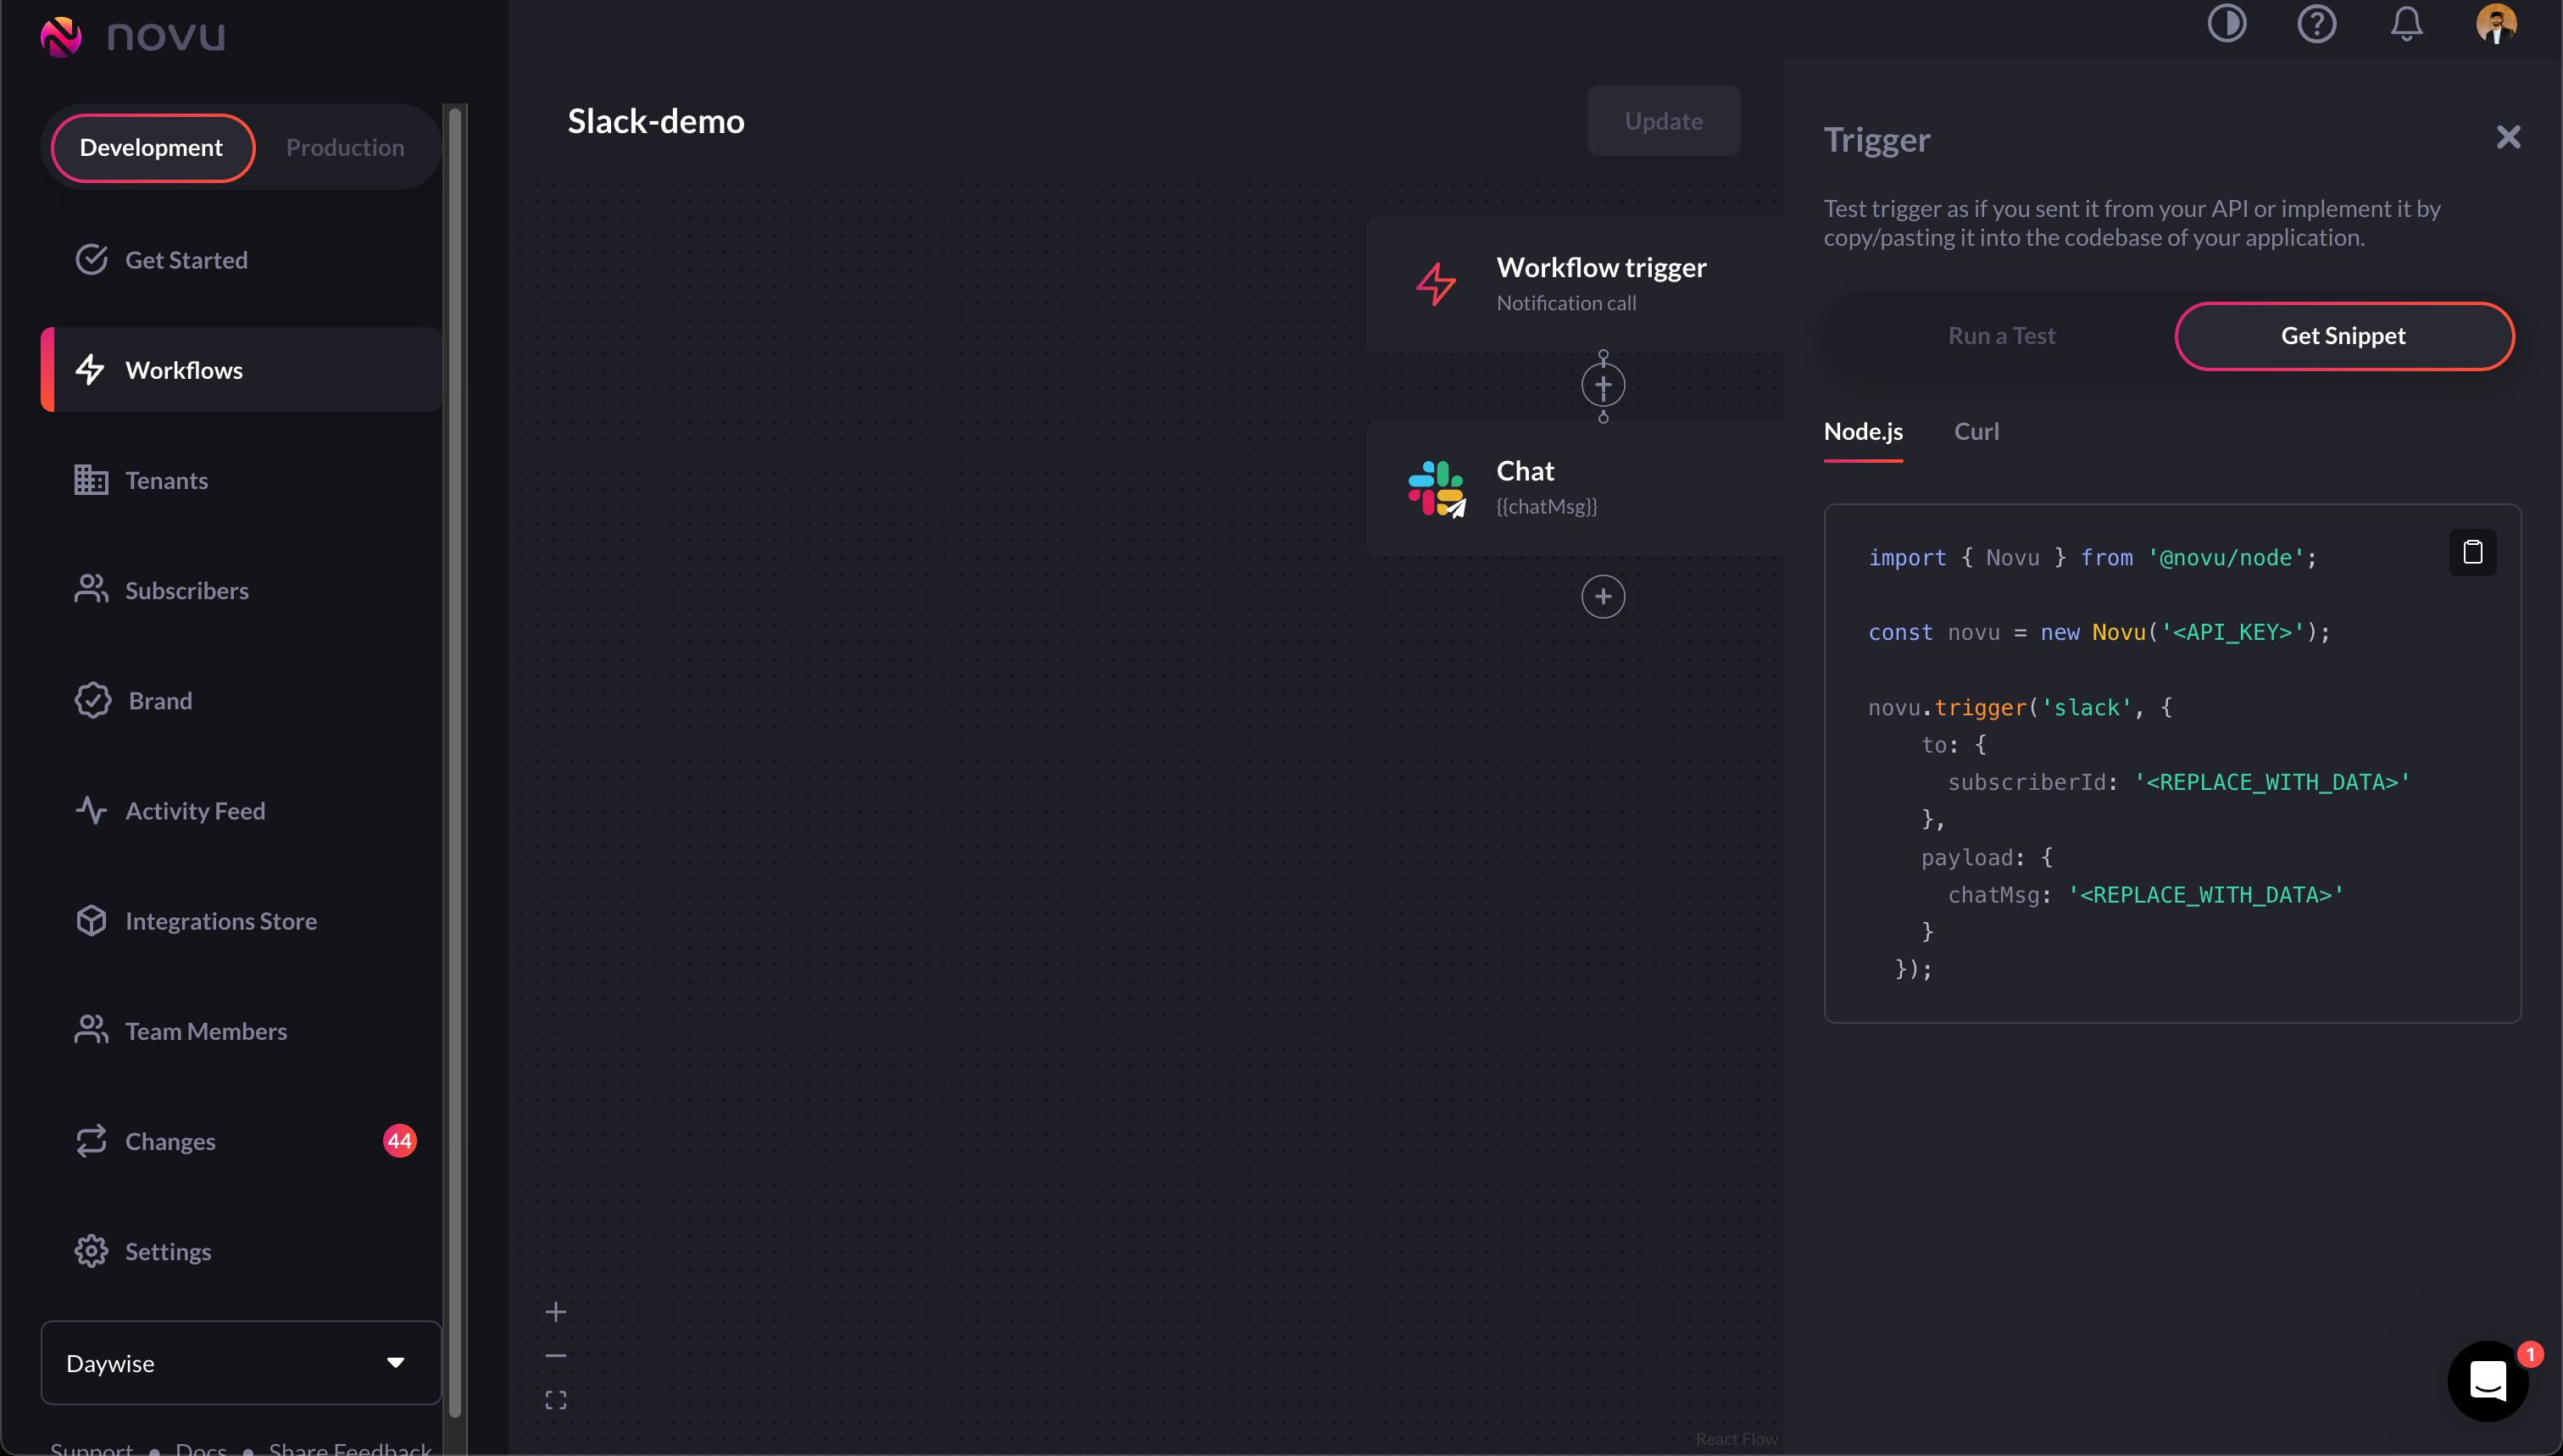 novu
Development
Production
Get Started
Workflows
Tenants
Subscribers
Brand
Activity Feed
Integrations Store
Team Members
Changes
44
Settings
Daywise
Support • Docs • Share Feedback
Slack-demo
Update
Workflow trigger
Notification call
Chat
{{chatMsg}}
React Flow
Trigger
Test trigger as if you sent it from your API or implement it by
copy/pasting it into the codebase of your application.
Run a Test
Get Snippet
Node.js
Curl
import { Novu } from '@novu/node';
const novu = new Novu('<API_KEY>');
novu.trigger('slack', {
to: {
subscriberId: '<REPLACE_WITH_DATA>'
},
payload: {
chatMsg: '<REPLACE_WITH_DATA>'
}
});
1